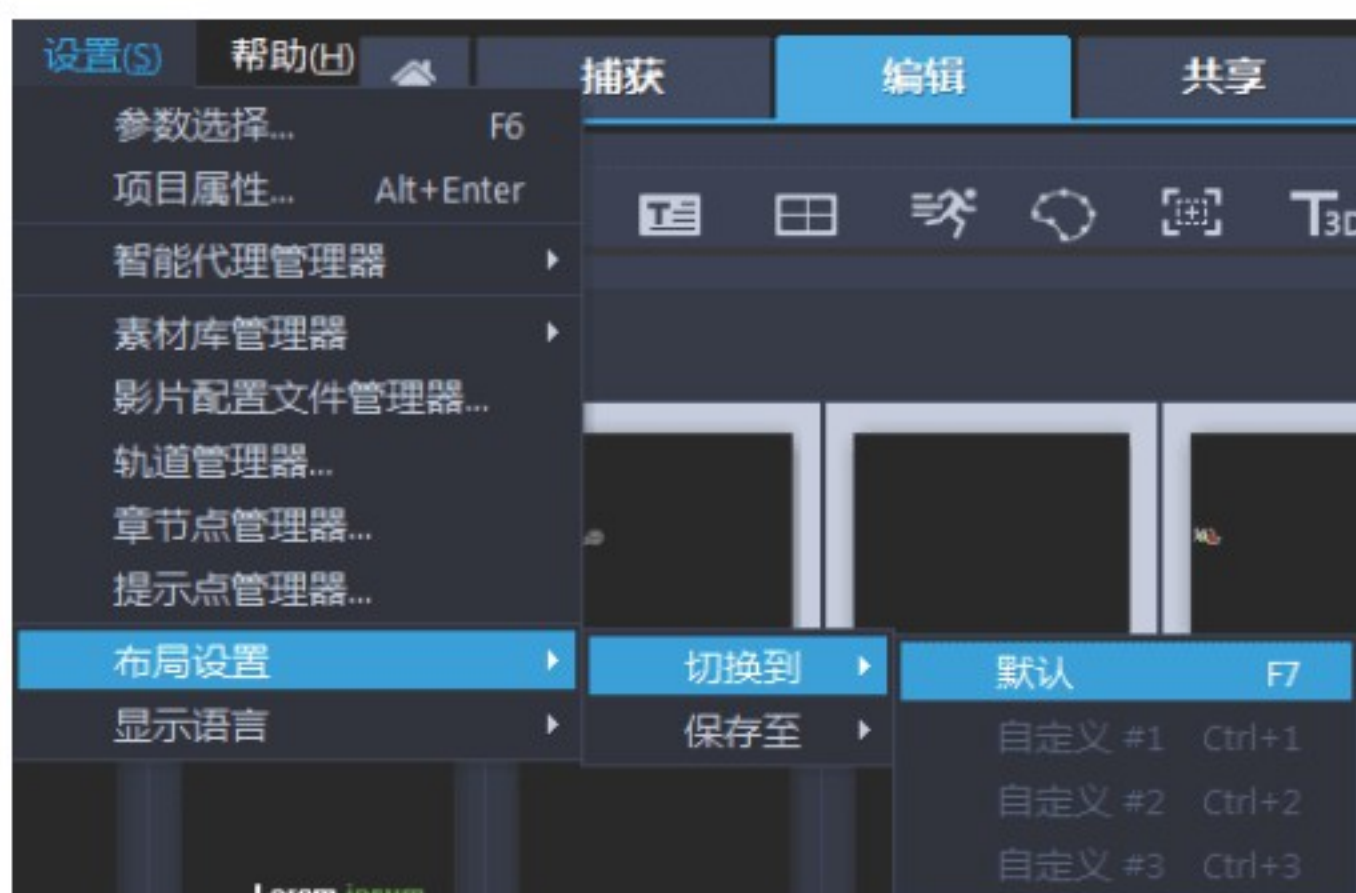 设置(S) 帮助(H) 捕获 编辑 共享
参数选择... F6
项目属性... Alt+Enter
T3D
智能代理管理器
素材库管理器
影片配置文件管理器...
轨道管理器...
章节点管理器...
提示点管理器...
布局设置 切换到 默认 F7
显示语言 保存至 自定义 #1 Ctrl+1
自定义 #2 Ctrl+2
自定义 #3 Ctrl+3
Lorem ipsum